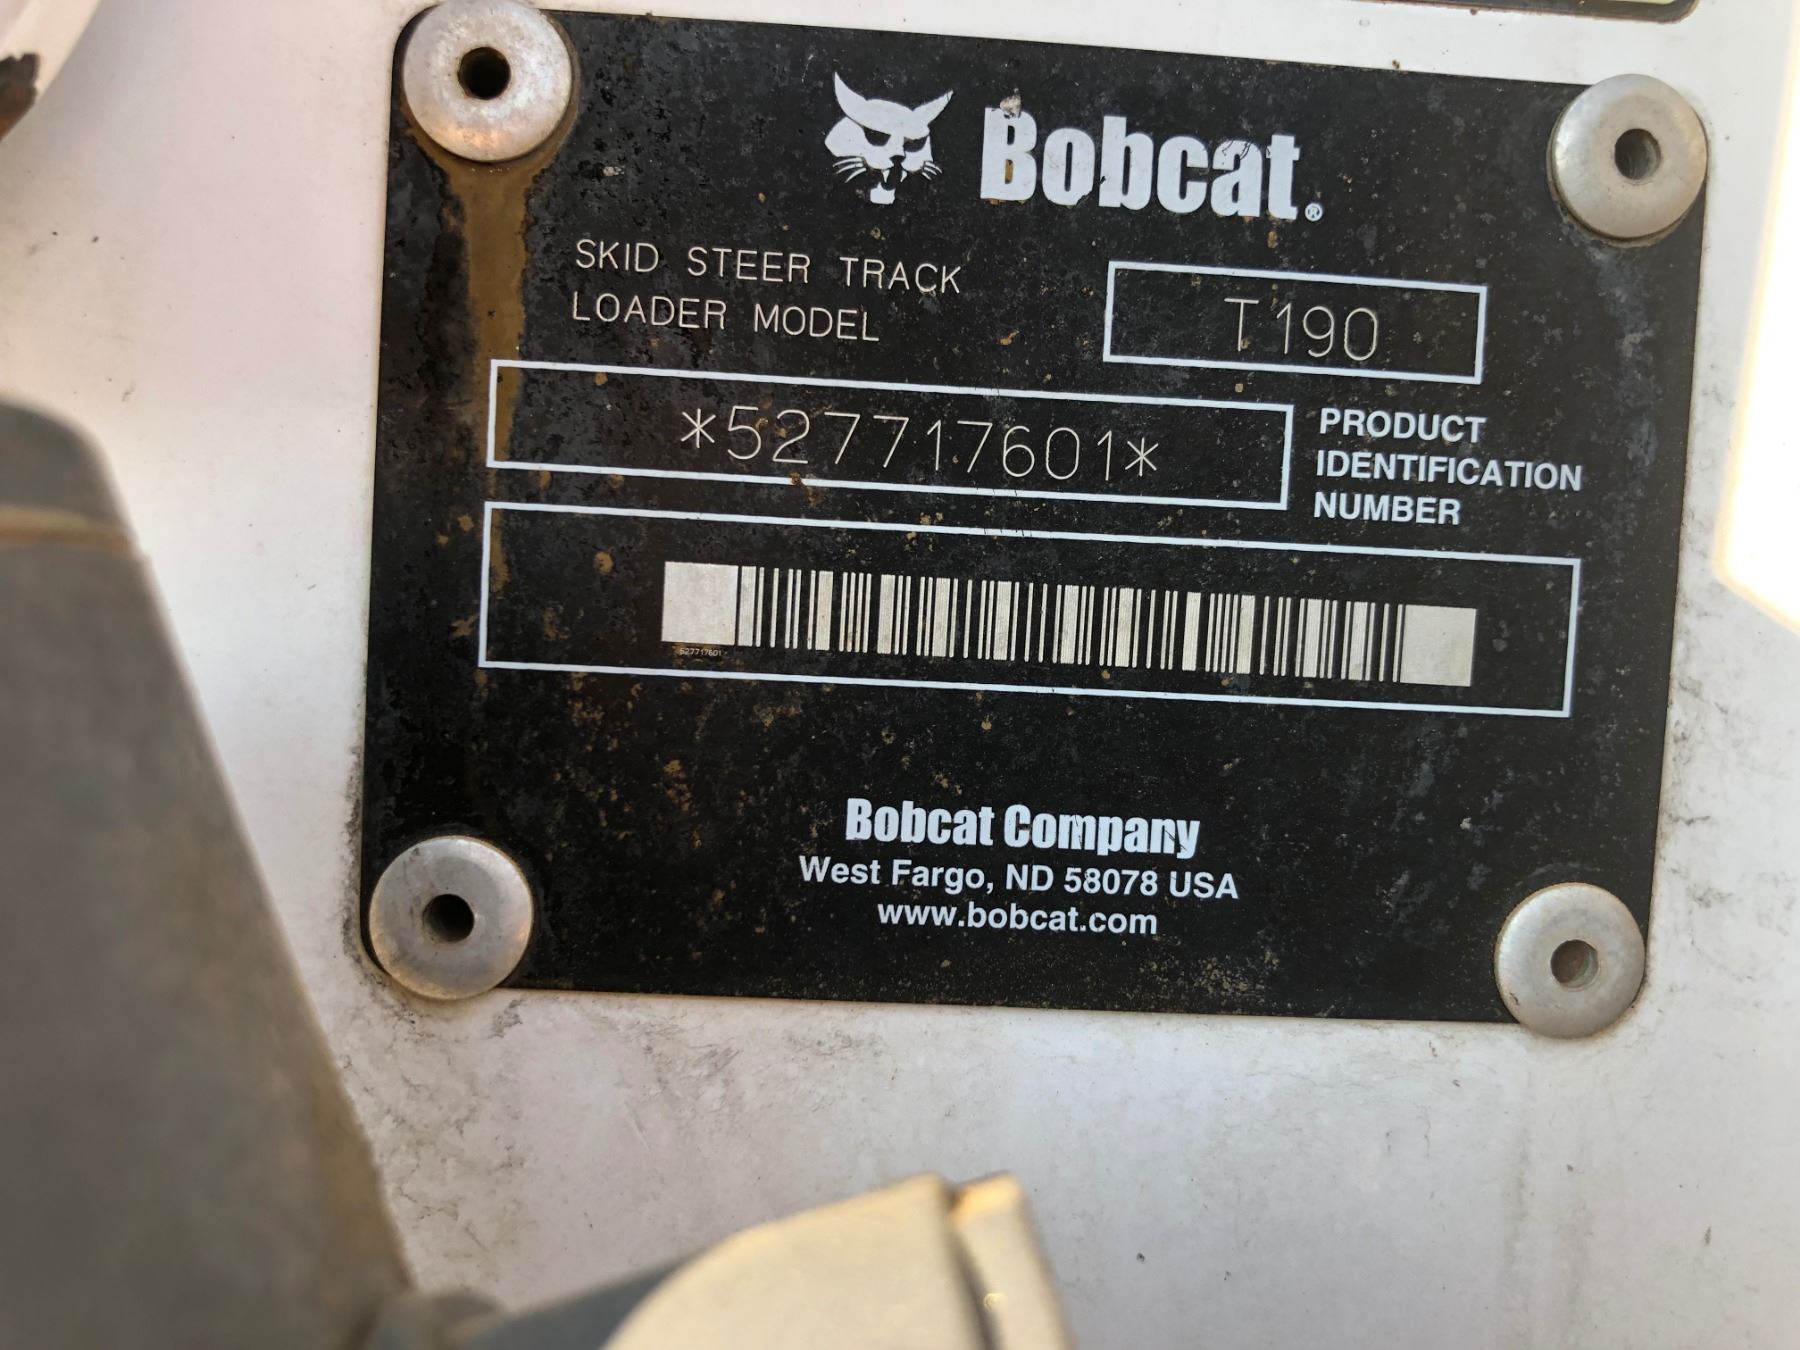 Bobcat®
SKID STEER TRACK
LOADER MODEL
T190
*527717601*
PRODUCT
IDENTIFICATION
NUMBER
527717601
Bobcat Company
West Fargo, ND 58078 USA
www.bobcat.com